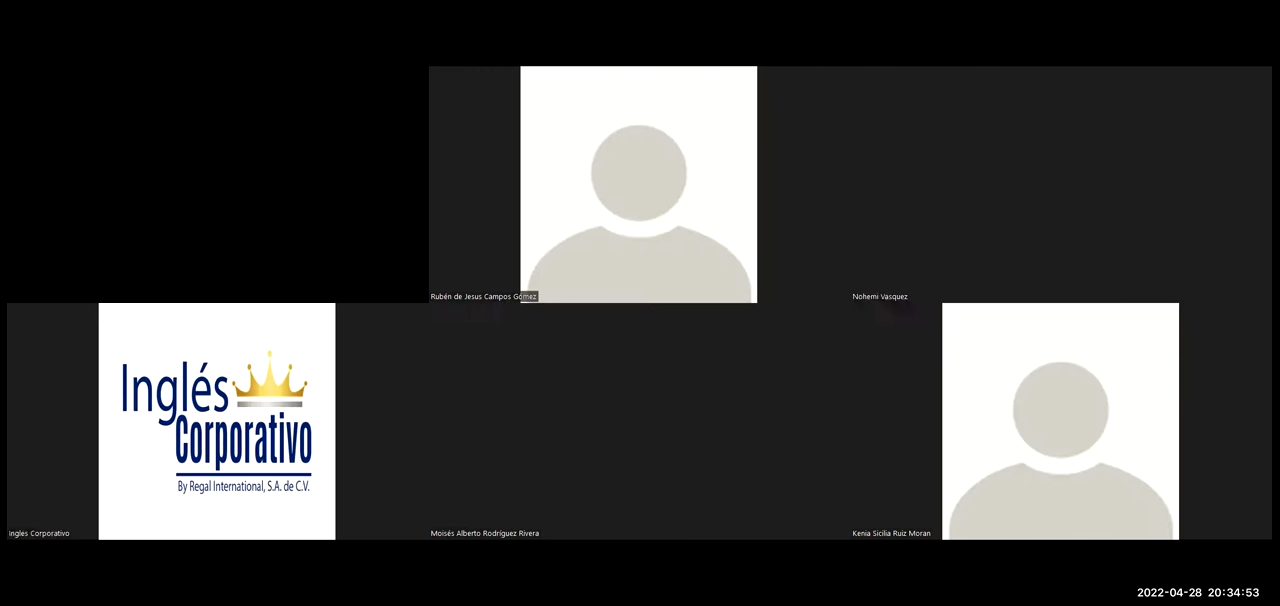 Rubén de Jesus Campos Gómez
Nohemi Vasquez
Inglés
Corporativo
By Regal International, S.A. de C.V.
Inglés Corporativo
Moisés Alberto Rodríguez Rivera
Kenia Sicilia Ruiz Moran
2022-04-28 20:34:53